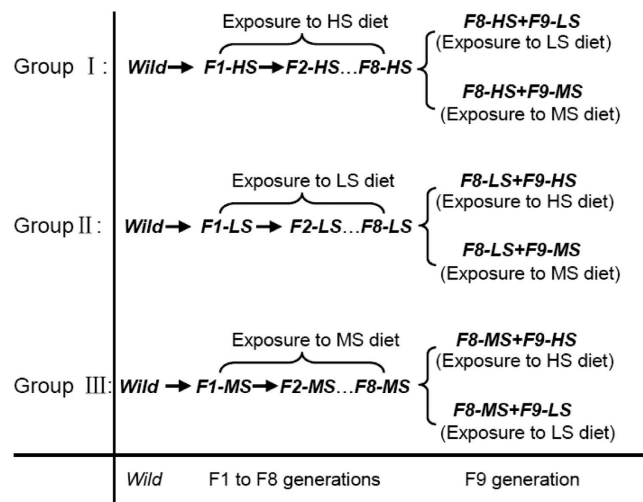 Exposure to HS diet
F8-HS+F9-LS
(Exposure to LS diet)
Group Ⅰ: Wild → F1-HS → F2-HS…F8-HS
F8-HS+F9-MS
(Exposure to MS diet)
Exposure to LS diet
F8-LS+F9-HS
(Exposure to HS diet)
Group Ⅱ: Wild → F1-LS → F2-LS…F8-LS
F8-LS+F9-MS
(Exposure to MS diet)
Exposure to MS diet
F8-MS+F9-HS
(Exposure to HS diet)
Group Ⅲ: Wild → F1-MS → F2-MS…F8-MS
F8-MS+F9-LS
(Exposure to LS diet)
Wild F1 to F8 generations F9 generation